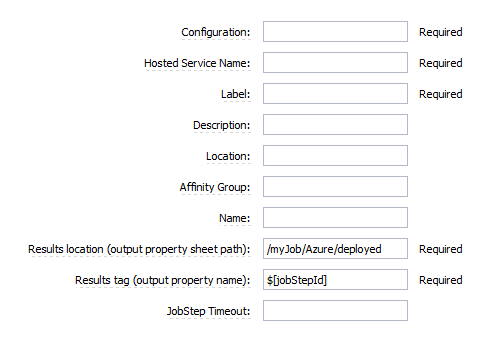 Configuration: Required
Hosted Service Name: Required
Label: Required
Description:
Location:
Affinity Group:
Name:
Results location (output property sheet path): /myJob/Azure/deployed Required
Results tag (output property name): $[jobStepId] Required
JobStep Timeout: